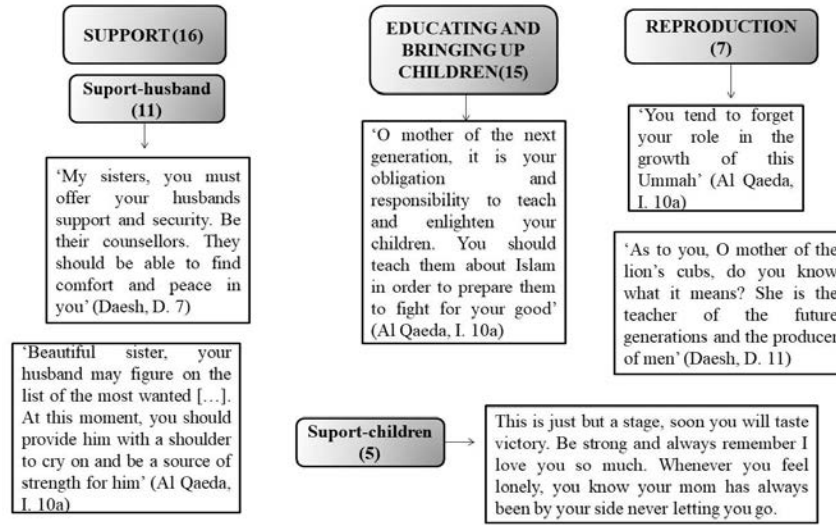 SUPPORT (16)
Suport-husband
(11)
‘My sisters, you must
offer your husbands
support and security. Be
their counsellors. They
should be able to find
comfort and peace in
you’ (Daesh, D. 7)
‘Beautiful sister, your
husband may figure on the
list of the most wanted [...].
At this moment, you should
provide him with a shoulder
to cry on and be a source of
strength for him’ (Al Qaeda,
I. 10a)
EDUCATING AND
BRINGING UP
CHILDREN(15)
‘O mother of the next
generation, it is your
obligation and
responsibility to teach
and enlighten your
children. You should
teach them about Islam
in order to prepare them
to fight for your good’
(Al Qaeda, I. 10a)
REPRODUCTION
(7)
‘You tend to forget
your role in the
growth of this
Ummah’ (Al Qaeda,
I. 10a)
‘As to you, O mother of the
lion’s cubs, do you know
what it means? She is the
teacher of the future
generations and the producer
of men’ (Daesh, D. 11)
Suport-children
(5)
This is just but a stage, soon you will taste
victory. Be strong and always remember I
love you so much. Whenever you feel
lonely, you know your mom has always
been by your side never letting you go.